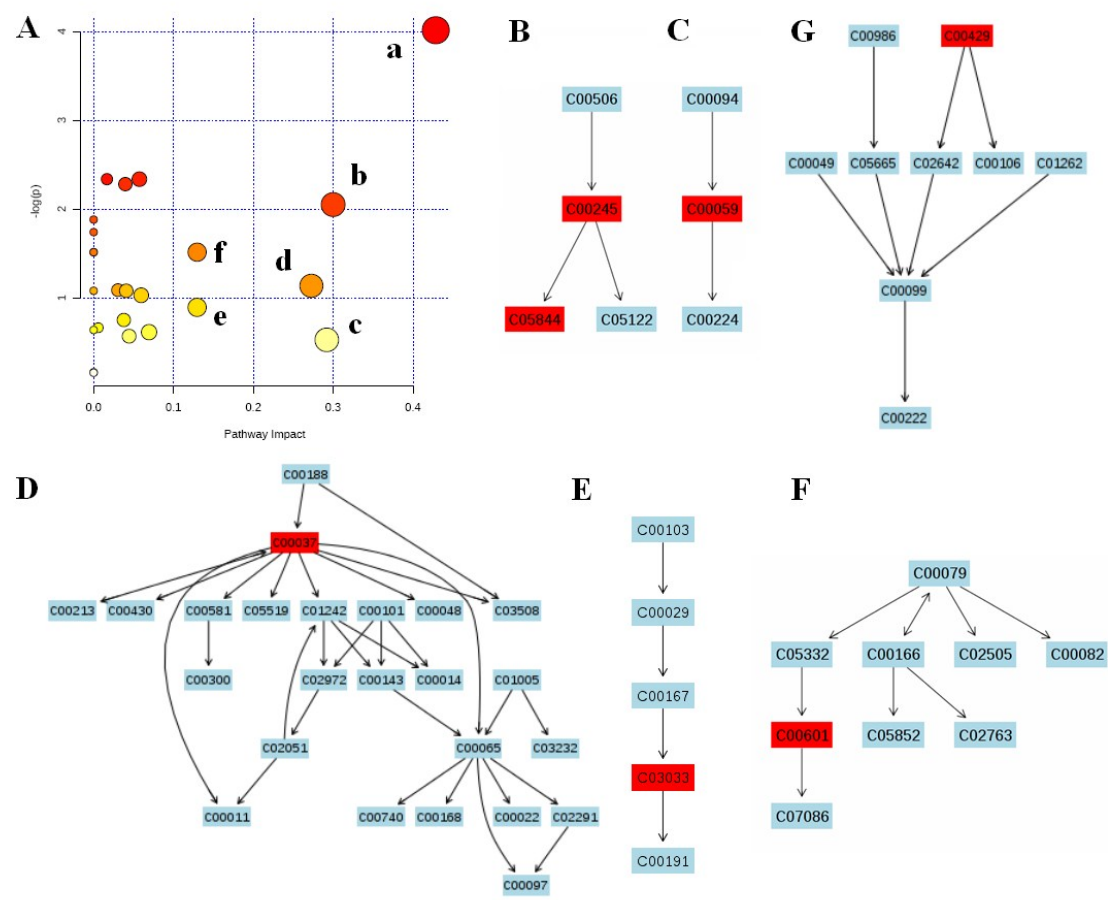 A
4
3
2
1
-log(p)
0.0 0.1 0.2 0.3 0.4
Pathway Impact
a
b
f
d
e
c
B
C00506
C00245
C05844 C05122
C
C00094
C00059
C00224
G
C00986 C00429
C00049 C05665 C02642 C00106 C01262
C00099
C00222
D
C00188
C00037
C00213 C00430 C00581 C05519 C01242 C00101 C00048 C03508
C00300 C02972 C00143 C00014 C01005
C02051 C00065 C03232
C00011 C00740 C00168 C00022 C02291
C00097
E
C00103
C00029
C00167
C03033
C00191
F
C00079
C05332 C00166 C02505 C00082
C00601 C05852 C02763
C07086